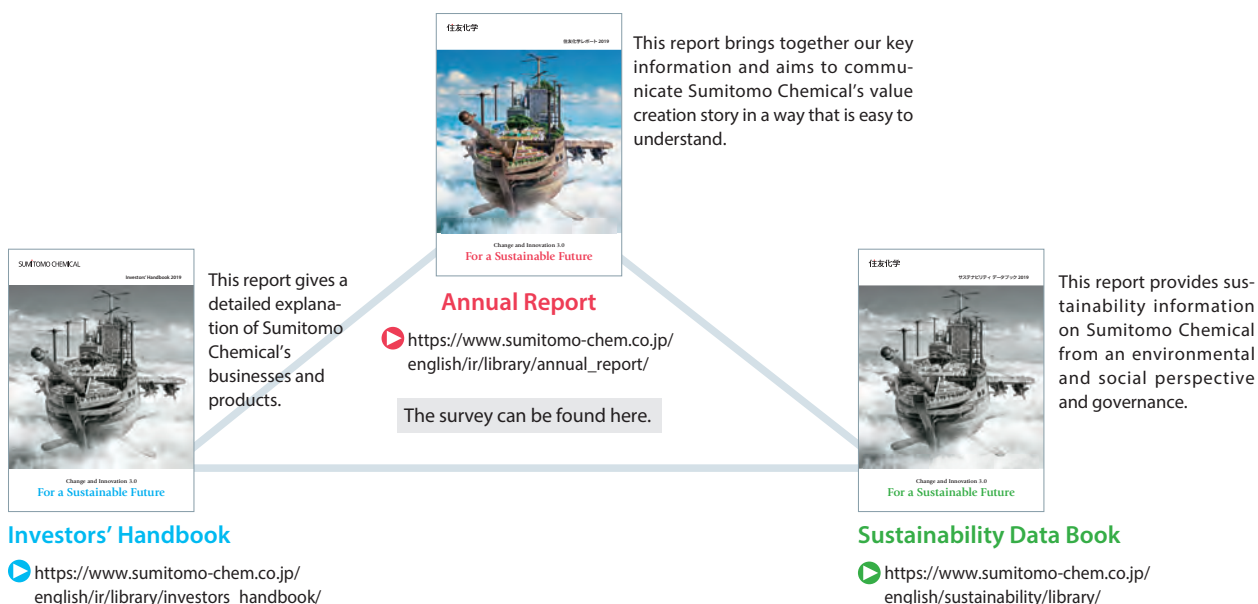 住友化学
住友化学レポート 2019
Change and Innovation 3.0
For a Sustainable Future
This report brings together our key
information and aims to commu-
nicate Sumitomo Chemical's value
creation story in a way that is easy to
understand.
Annual Report
https://www.sumitomo-chem.co.jp/
english/ir/library/annual_report/
The survey can be found here.
SUMITOMO CHEMICAL
Investors' Handbook 2019
Change and Innovation 3.0
For a Sustainable Future
This report gives a
detailed explana-
tion of Sumitomo
Chemical's
businesses and
products.
Investors' Handbook
https://www.sumitomo-chem.co.jp/
english/ir/library/investors_handbook/
住友化学
サステナビリティ データブック 2019
Change and Innovation 3.0
For a Sustainable Future
This report provides sus-
tainability information
on Sumitomo Chemical
from an environmental
and social perspective
and governance.
Sustainability Data Book
https://www.sumitomo-chem.co.jp/
english/sustainability/library/